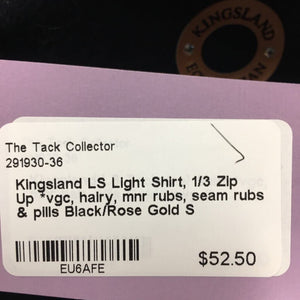 KINGSLAND
The Tack Collector
291930-36
Kingsland LS Light Shirt, 1/3 Zip
Up *vgc, hairy, mnr rubs, seam rubs
& pills Black/Rose Gold S
EU6AFE
$52.50